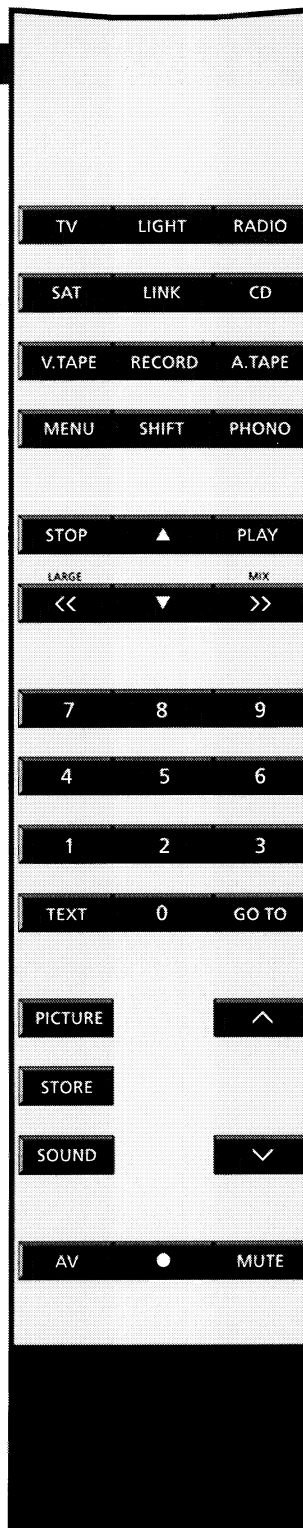 TV LIGHT RADIO
SAT LINK CD
V.TAPE RECORD A.TAPE
MENU SHIFT PHONO
STOP ▲ PLAY
LARGE MIX
<< ▼ >>
7 8 9
4 5 6
1 2 3
TEXT 0 GO TO
PICTURE
STORE
SOUND
AV ● MUTE